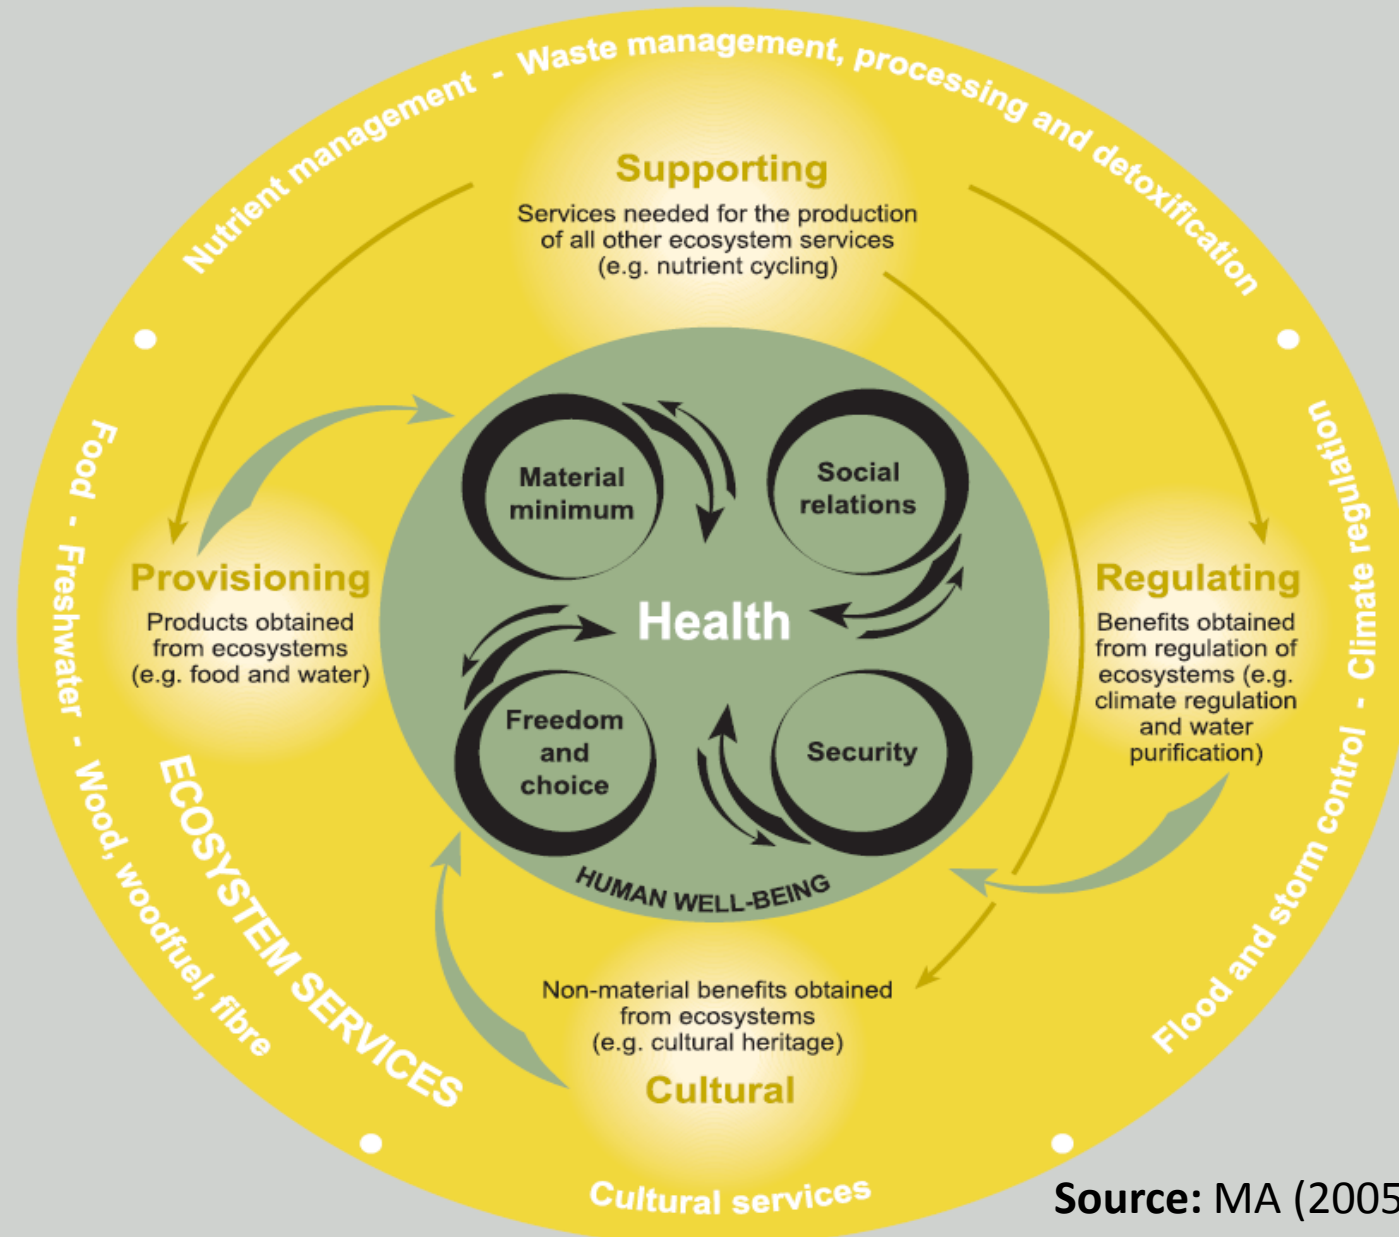 Nutrient management - Waste management, processing and detoxification
Supporting
Services needed for the production
of all other ecosystem services
(e.g. nutrient cycling)
Food - Freshwater - Wood, woodfuel, fibre
Flood and storm control - Climate regulation
Material
minimum
Social
relations
Provisioning
Products obtained
from ecosystems
(e.g. food and water)
Health
Regulating
Benefits obtained
from regulation of
ecosystems (e.g.
climate regulation
and water
purification)
Freedom
and
choice
Security
HUMAN WELL-BEING
ECOSYSTEM SERVICES
Non-material benefits obtained
from ecosystems
(e.g. cultural heritage)
Cultural
Cultural services
Source: MA (2005